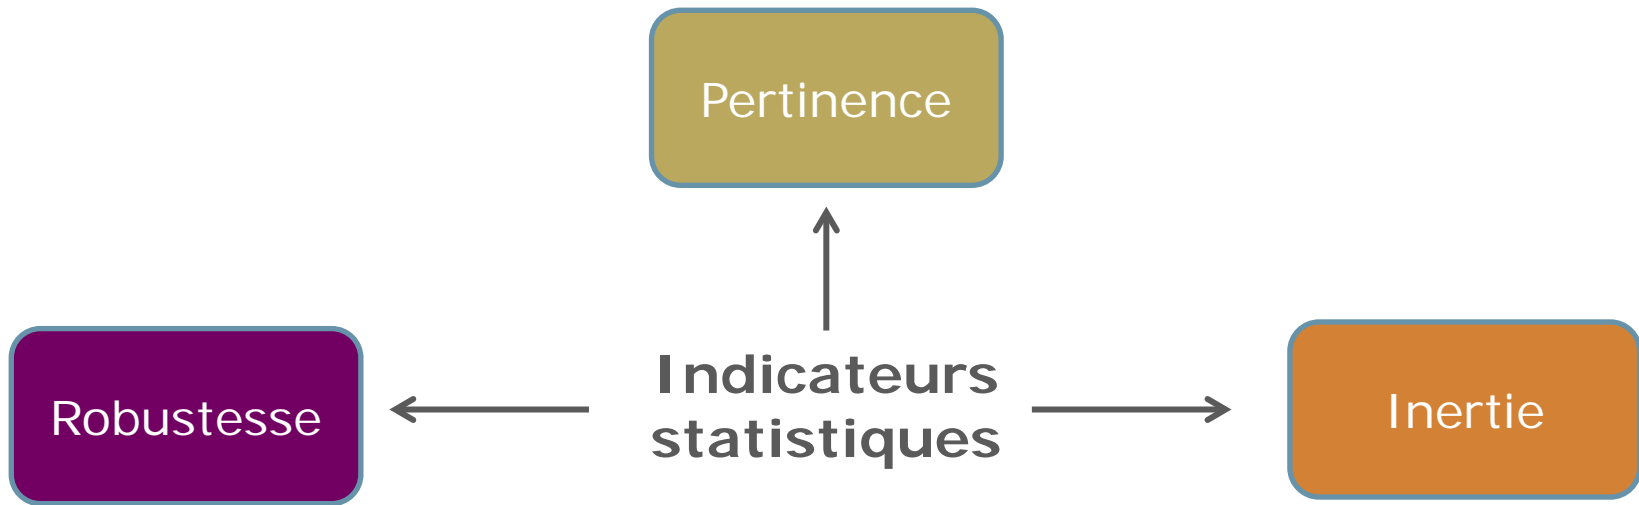 Pertinence
Indicateurs
statistiques
Robustesse
Inertie